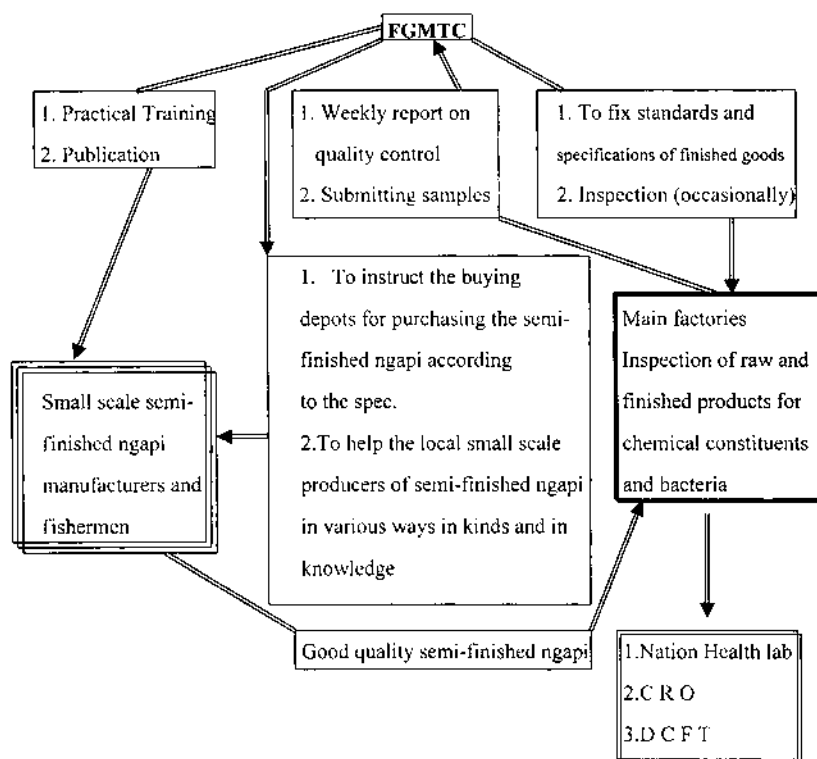 FGMTC
1. Practical Training
2. Publication
1. Weekly report on
quality control
2. Submitting samples
1. To fix standards and
specifications of finished goods
2. Inspection (occasionally)
1. To instruct the buying
depots for purchasing the semi-
finished ngapi according
to the spec.
2.To help the local small scale
producers of semi-finished ngapi
in various ways in kinds and in
knowledge
Main factories
Inspection of raw and
finished products for
chemical constituents
and bacteria
Small scale semi-
finished ngapi
manufacturers and
fishermen
Good quality semi-finished ngapi
1.Nation Health lab
2.C R O
3.D C F T